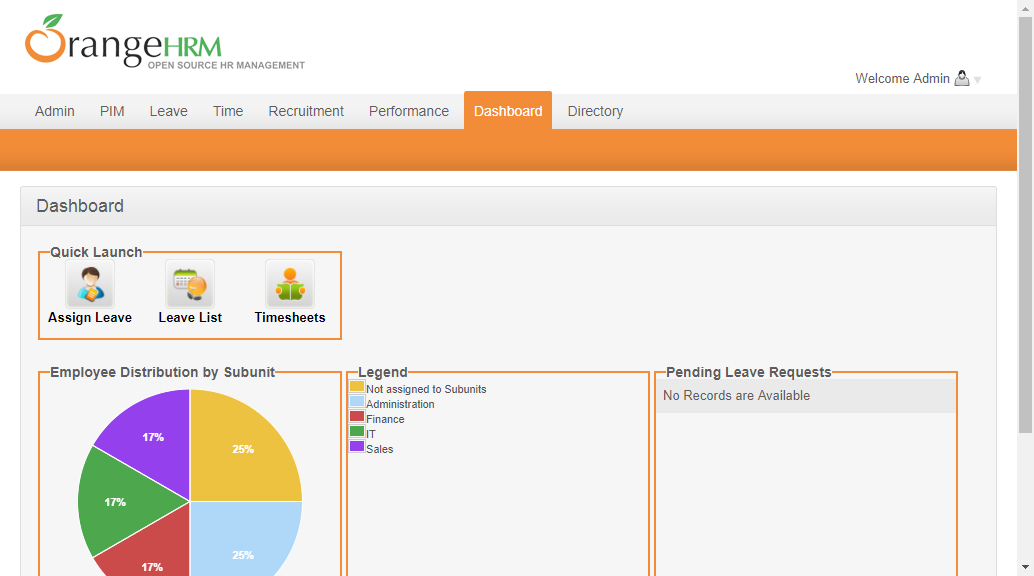 OrangeHRM
OPEN SOURCE HR MANAGEMENT
Welcome Admin
Admin PIM Leave Time Recruitment Performance Dashboard Directory
Dashboard
Quick Launch
Assign Leave Leave List Timesheets
Employee Distribution by Subunit
17%
25%
17%
25%
17%
Legend
Not assigned to Subunits
Administration
Finance
IT
Sales
Pending Leave Requests
No Records are Available